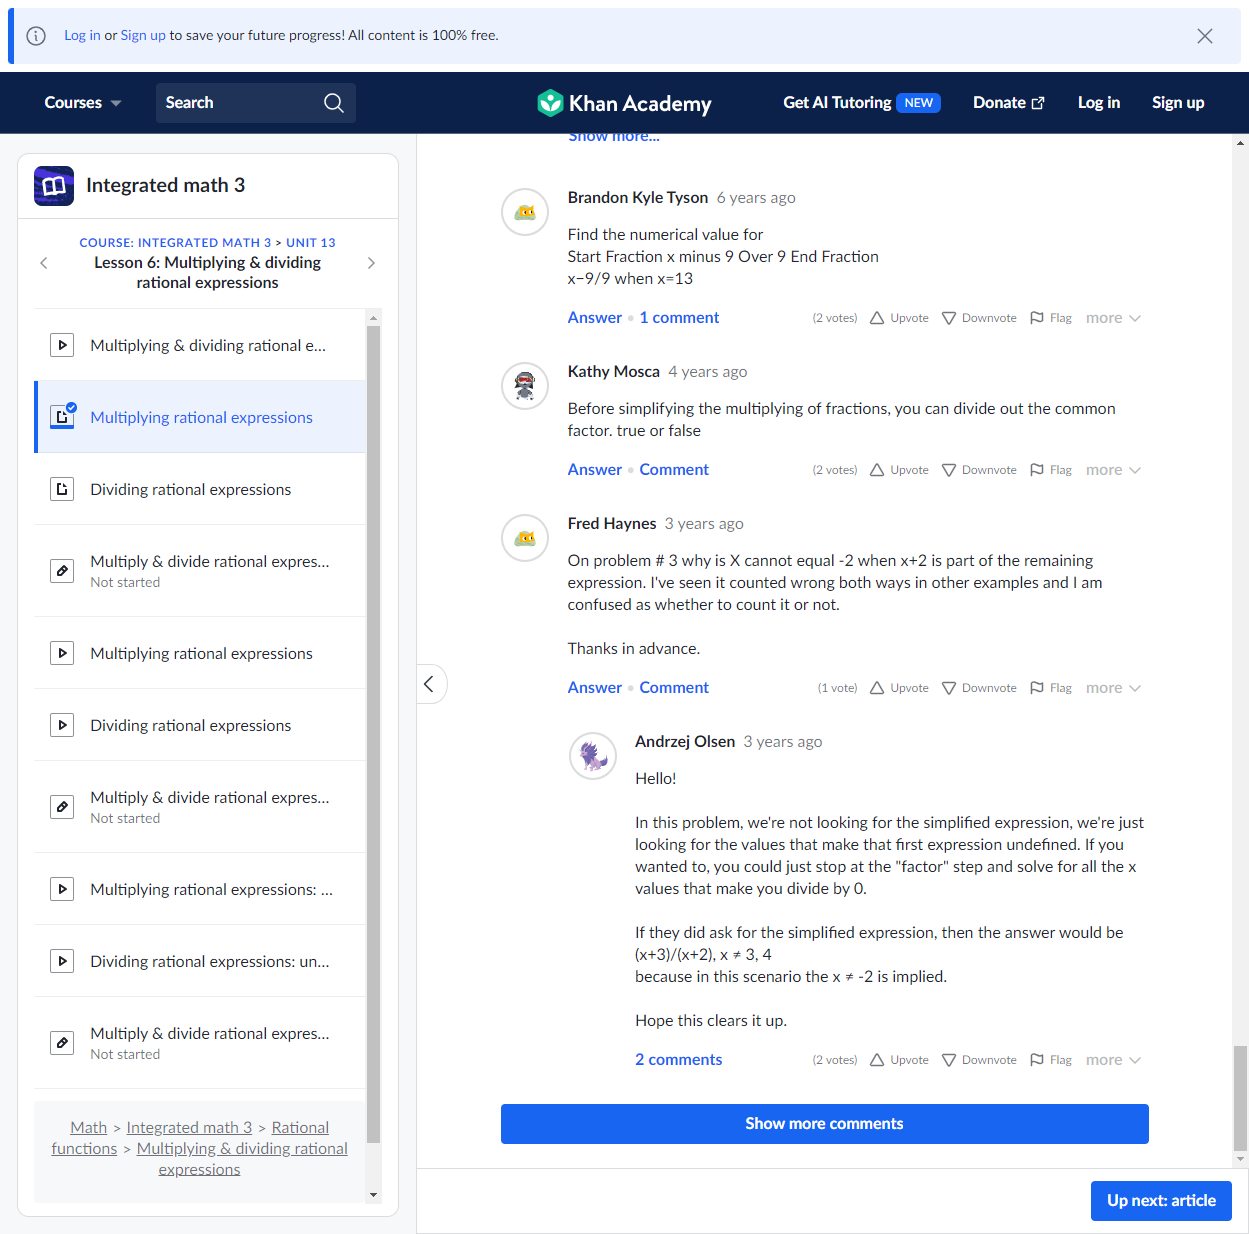 Log in or Sign up to save your future progress! All content is 100% free.
Courses
Search
Khan Academy
Get AI Tutoring NEW
Donate
Log in
Sign up
Integrated math 3
COURSE: INTEGRATED MATH 3 > UNIT 13
Lesson 6: Multiplying & dividing
rational expressions
Multiplying & dividing rational e...
Multiplying rational expressions
Dividing rational expressions
Multiply & divide rational expres...
Not started
Multiplying rational expressions
Dividing rational expressions
Multiply & divide rational expres...
Not started
Multiplying rational expressions: ...
Dividing rational expressions: un...
Multiply & divide rational expres...
Not started
Math > Integrated math 3 > Rational
functions > Multiplying & dividing rational
expressions
Show more...
Brandon Kyle Tyson 6 years ago
Find the numerical value for
Start Fraction x minus 9 Over 9 End Fraction
x−9/9 when x=13
Answer • 1 comment (2 votes) Upvote Downvote Flag more
Kathy Mosca 4 years ago
Before simplifying the multiplying of fractions, you can divide out the common
factor. true or false
Answer • Comment (2 votes) Upvote Downvote Flag more
Fred Haynes 3 years ago
On problem # 3 why is X cannot equal -2 when x+2 is part of the remaining
expression. I've seen it counted wrong both ways in other examples and I am
confused as whether to count it or not.
Thanks in advance.
Answer • Comment (1 vote) Upvote Downvote Flag more
Andrzej Olsen 3 years ago
Hello!
In this problem, we're not looking for the simplified expression, we're just
looking for the values that make that first expression undefined. If you
wanted to, you could just stop at the "factor" step and solve for all the x
values that make you divide by 0.
If they did ask for the simplified expression, then the answer would be
(x+3)/(x+2), x ≠ 3, 4
because in this scenario the x ≠ -2 is implied.
Hope this clears it up.
2 comments (2 votes) Upvote Downvote Flag more
Show more comments
Up next: article